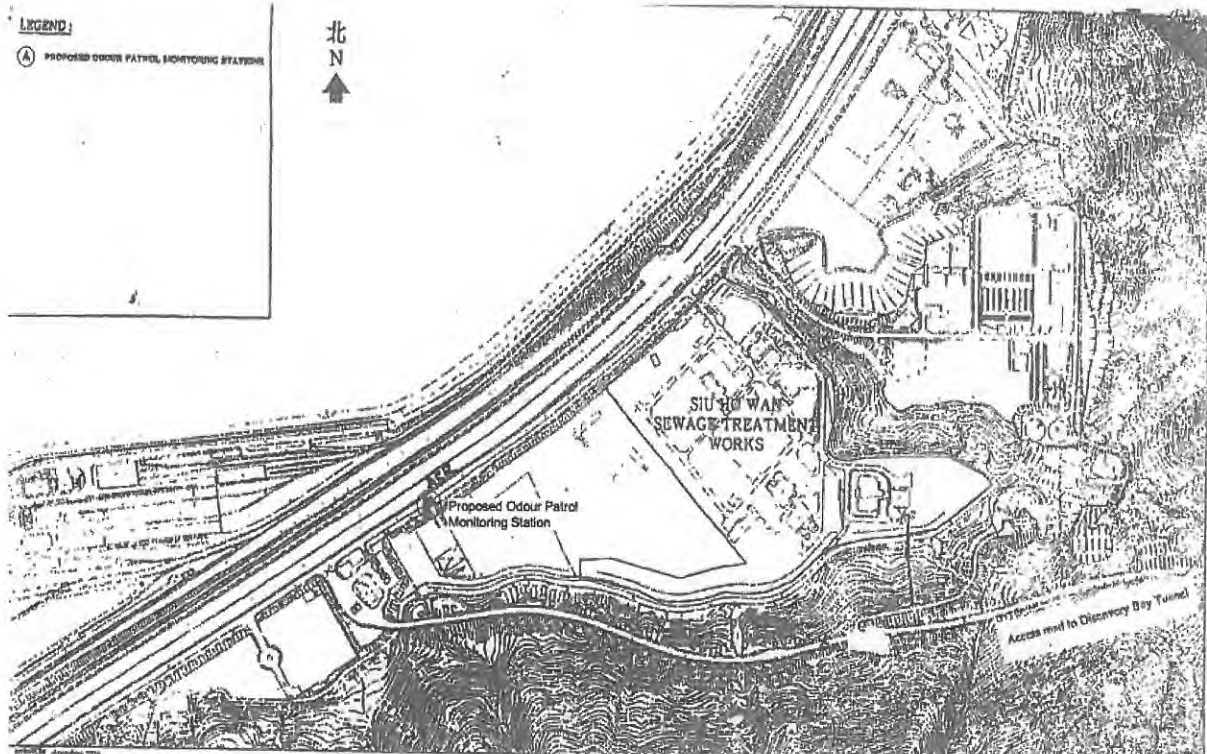 LEGEND:
A PROPOSED ODOUR PATROL MONITORING STATIONS
北
N
SIU HO WAN
SEWAGE TREATMENT
WORKS
Proposed Odour Patrol
Monitoring Station
Access road to Discovery Bay Tunnel